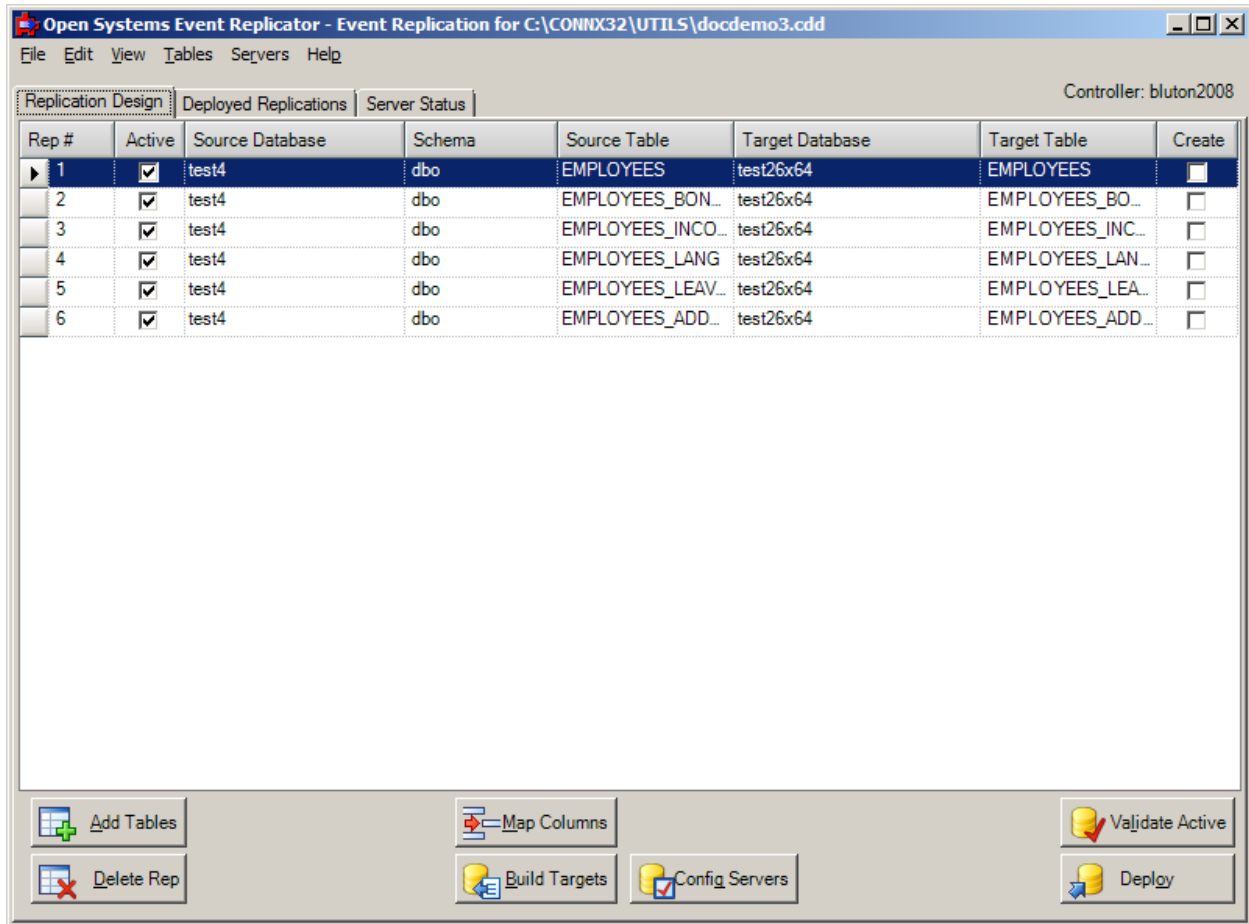 Open Systems Event Replicator - Event Replication for C:\CONNX32\UTILS\docdemo3.cdd
File Edit View Tables Servers Help
Controller: bluton2008
Replication Design Deployed Replications Server Status
Rep # Active Source Database Schema Source Table Target Database Target Table Create
1 test4 dbo EMPLOYEES test26x64 EMPLOYEES
2 test4 dbo EMPLOYEES_BON... test26x64 EMPLOYEES_BO...
3 test4 dbo EMPLOYEES_INCO... test26x64 EMPLOYEES_INC...
4 test4 dbo EMPLOYEES_LANG test26x64 EMPLOYEES_LAN...
5 test4 dbo EMPLOYEES_LEAV... test26x64 EMPLOYEES_LEA...
6 test4 dbo EMPLOYEES_ADD... test26x64 EMPLOYEES_ADD...
Add Tables Map Columns Validate Active
Delete Rep Build Targets Config Servers Deploy